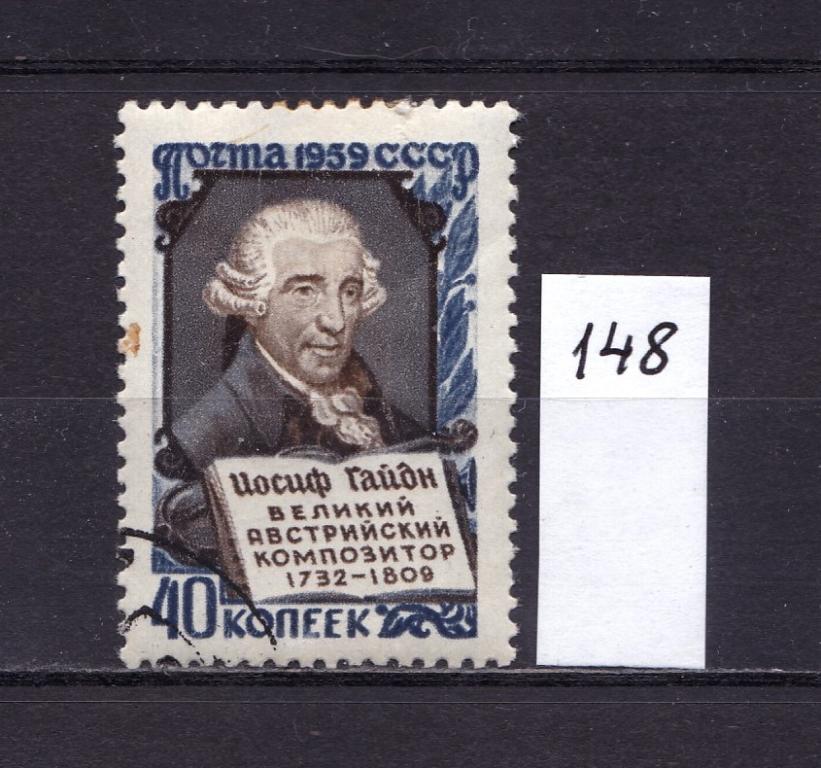 Почта 1959 СССР
Иосиф Гайдн
ВЕЛИКИЙ
АВСТРИЙСКИЙ
КОМПОЗИТОР
1732–1809
40 КОПЕЕК
148